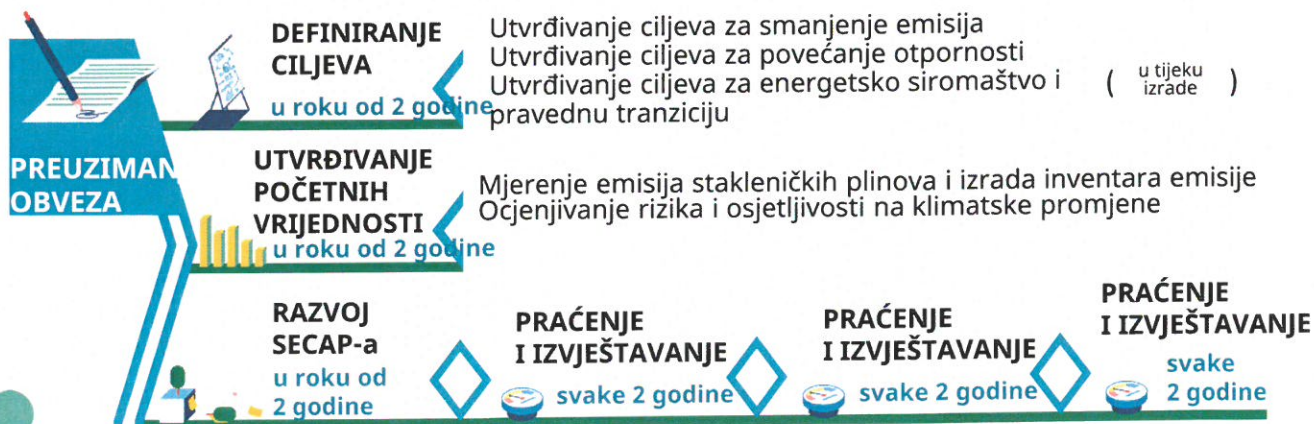 PREUZIMAN
OBVEZA
DEFINIRANJE
CILJEVA
u roku od 2 godine
Utvrđivanje ciljeva za smanjenje emisija
Utvrđivanje ciljeva za povećanje otpornosti
Utvrđivanje ciljeva za energetsko siromaštvo i
pravednu tranziciju
( u tijeku
izrade )
UTVRĐIVANJE
POČETNIH
VRIJEDNOSTI
u roku od 2 godine
Mjerenje emisija stakleničkih plinova i izrada inventara emisije
Ocjenjivanje rizika i osjetljivosti na klimatske promjene
RAZVOJ
SECAP-a
u roku od
2 godine
PRAĆENJE
I IZVJEŠTAVANJE
svake 2 godine
PRAĆENJE
I IZVJEŠTAVANJE
svake 2 godine
PRAĆENJE
I IZVJEŠTAVANJE
svake
2 godine